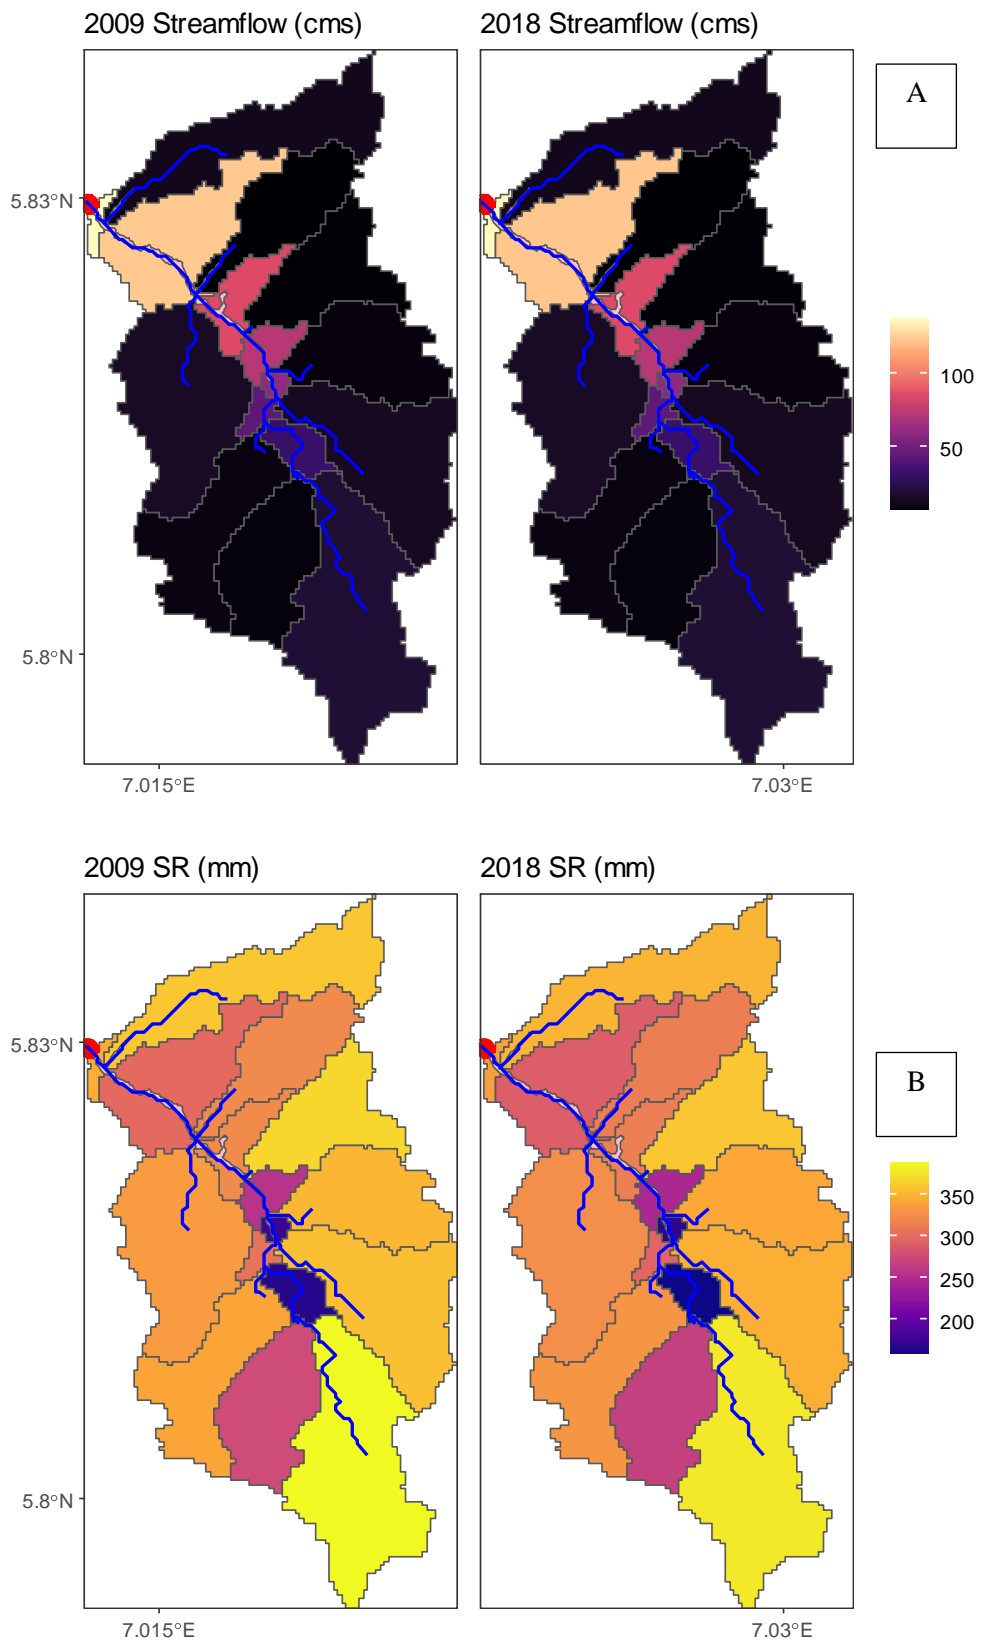 2009 Streamflow (cms)
2018 Streamflow (cms)
A
5.83°N
5.8°N
7.015°E
7.03°E
100
50
2009 SR (mm)
2018 SR (mm)
B
5.83°N
5.8°N
7.015°E
7.03°E
350
300
250
200